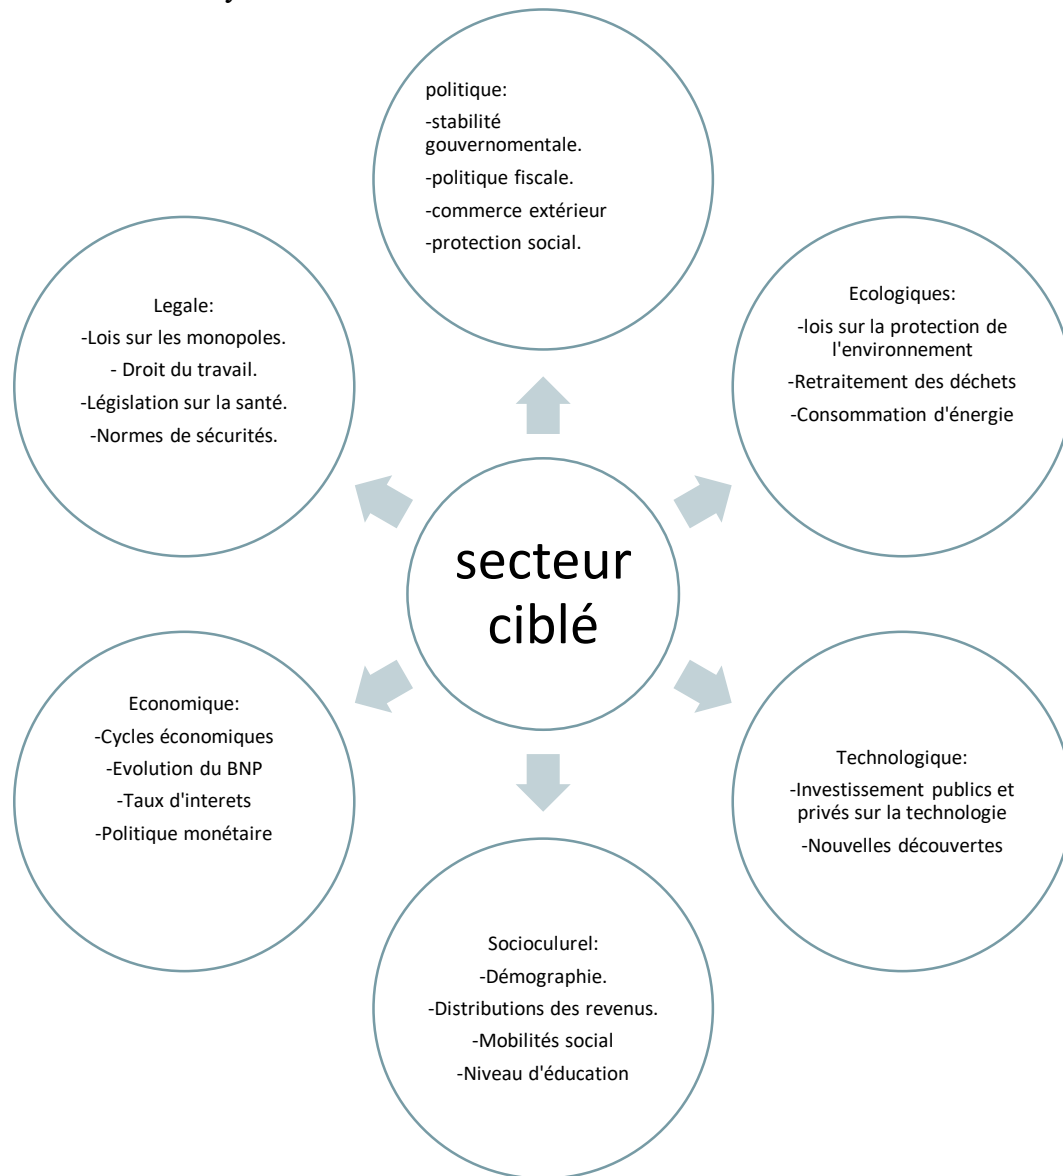 politique:
-stabilité
gouvernomentale.
-politique fiscale.
-commerce extérieur
-protection social.
Ecologiques:
-lois sur la protection de
l'environnement
-Retraitement des déchets
-Consommation d'énergie
Technologique:
-Investissement publics et
privés sur la technologie
-Nouvelles découvertes
Socioculurel:
-Démographie.
-Distributions des revenus.
-Mobilités social
-Niveau d'éducation
Economique:
-Cycles économiques
-Evolution du BNP
-Taux d'interets
-Politique monétaire
Legale:
-Lois sur les monopoles.
- Droit du travail.
-Législation sur la santé.
-Normes de sécurités.
secteur
ciblé